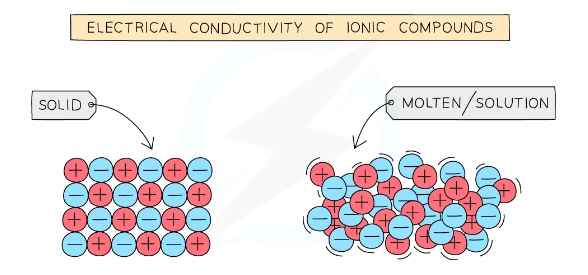 ELECTRICAL CONDUCTIVITY OF IONIC COMPOUNDS
SOLID
MOLTEN/SOLUTION
+ − + − + −
− + − + − +
+ − + − + −
− + − + − +